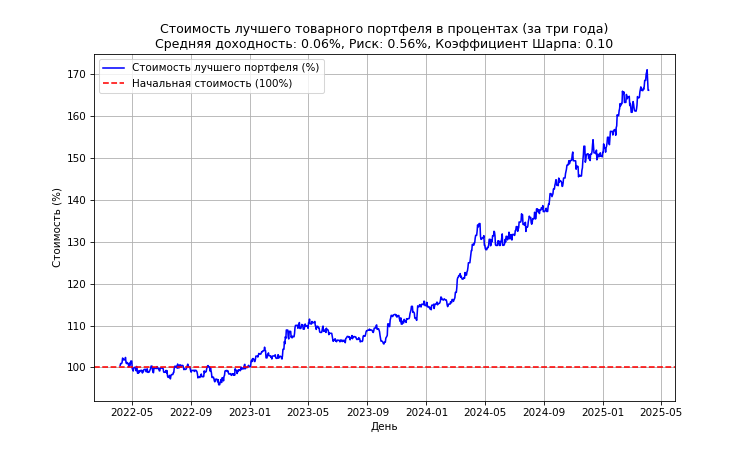 Стоимость лучшего товарного портфеля в процентах (за три года)
Средняя доходность: 0.06%, Риск: 0.56%, Коэффициент Шарпа: 0.10
Стоимость лучшего портфеля (%)
Начальная стоимость (100%)
Стоимость (%)
170
160
150
140
130
120
110
100
2022-05 2022-09 2023-01 2023-05 2023-09 2024-01 2024-05 2024-09 2025-01 2025-05
День